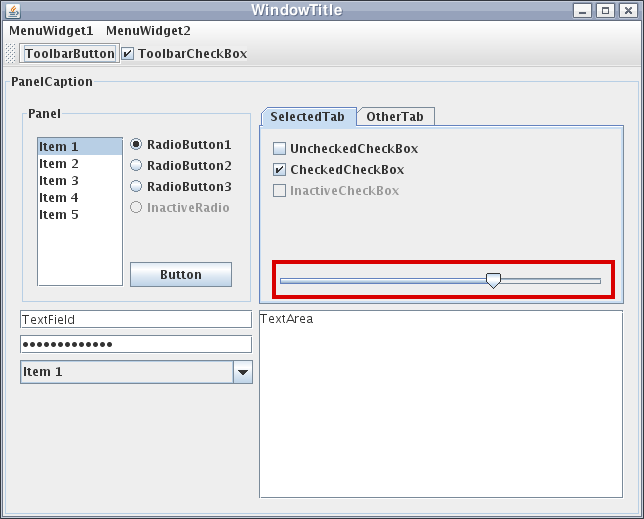 WindowTitle
MenuWidget1 MenuWidget2
ToolbarButton ToolbarCheckBox
PanelCaption
Panel
Item 1
Item 2
Item 3
Item 4
Item 5
RadioButton1
RadioButton2
RadioButton3
InactiveRadio
Button
SelectedTab OtherTab
UncheckedCheckBox
CheckedCheckBox
InactiveCheckBox
TextField
●●●●●●●●●●●●●
Item 1
TextArea